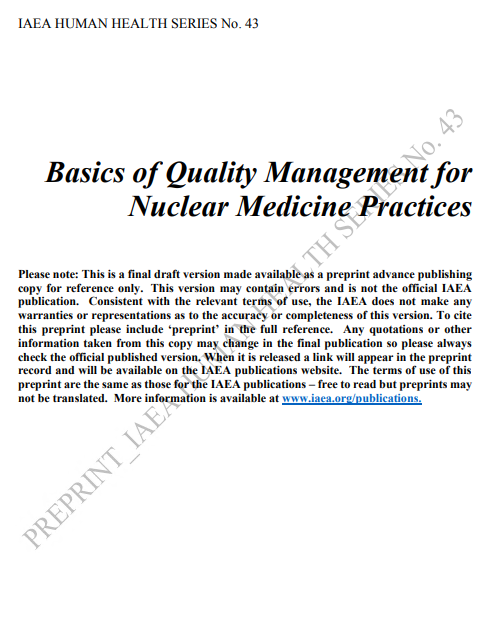 IAEA HUMAN HEALTH SERIES No. 43
Basics of Quality Management for
Nuclear Medicine Practices
Please note: This is a final draft version made available as a preprint advance publishing
copy for reference only. This version may contain errors and is not the official IAEA
publication. Consistent with the relevant terms of use, the IAEA does not make any
warranties or representations as to the accuracy or completeness of this version. To cite
this preprint please include ‘preprint’ in the full reference. Any quotations or other
information taken from this copy may change in the final publication so please always
check the official published version. When it is released a link will appear in the preprint
record and will be available on the IAEA publications website. The terms of use of this
preprint are the same as those for the IAEA publications – free to read but preprints may
not be translated. More information is available at www.iaea.org/publications.
PREPRINT_IAEA HUMAN HEALTH SERIES No. 43